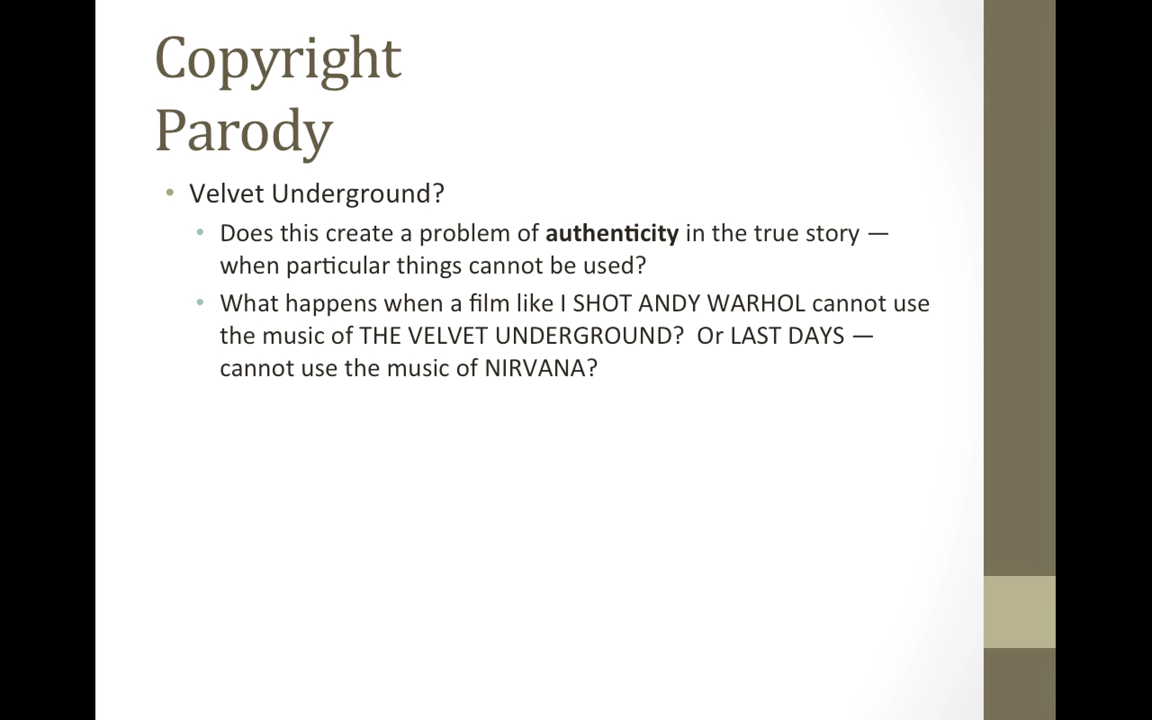 Copyright
Parody
• Velvet Underground?
• Does this create a problem of authenticity in the true story —
when particular things cannot be used?
• What happens when a film like I SHOT ANDY WARHOL cannot use
the music of THE VELVET UNDERGROUND?  Or LAST DAYS —
cannot use the music of NIRVANA?